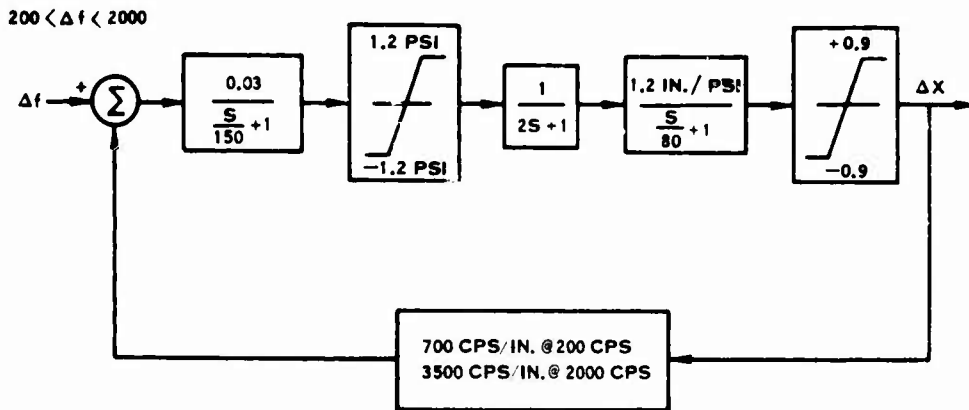 200 < Δf < 2000
Δf
+
Σ
0.03
S
150 +1
1.2 PSI
−1.2 PSI
1
2S +1
1.2 IN./ PSI
S
80 +1
+0.9
−0.9
ΔX
700 CPS/IN. @ 200 CPS
3500 CPS/IN. @ 2000 CPS